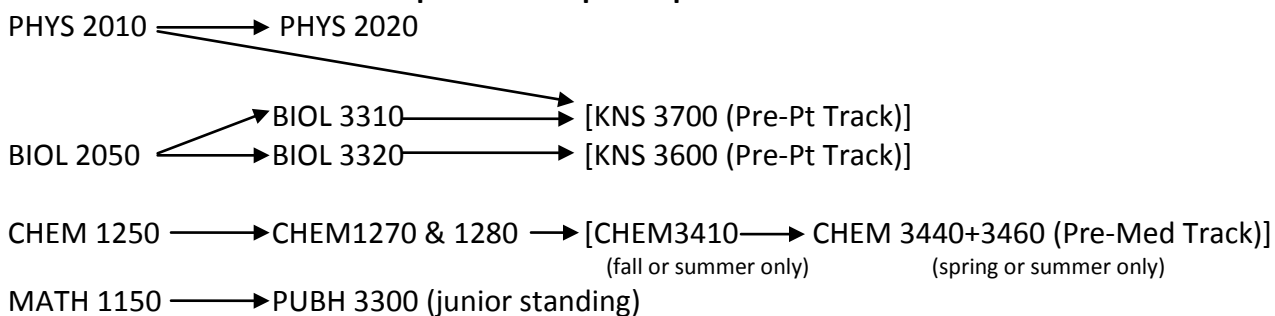 PHYS 2010 PHYS 2020
BIOL 3310 [KNS 3700 (Pre-Pt Track)]
BIOL 2050 BIOL 3320 [KNS 3600 (Pre-Pt Track)]
CHEM 1250 CHEM1270 & 1280 [CHEM3410 CHEM 3440+3460 (Pre-Med Track)]
(fall or summer only) (spring or summer only)
MATH 1150 PUBH 3300 (junior standing)